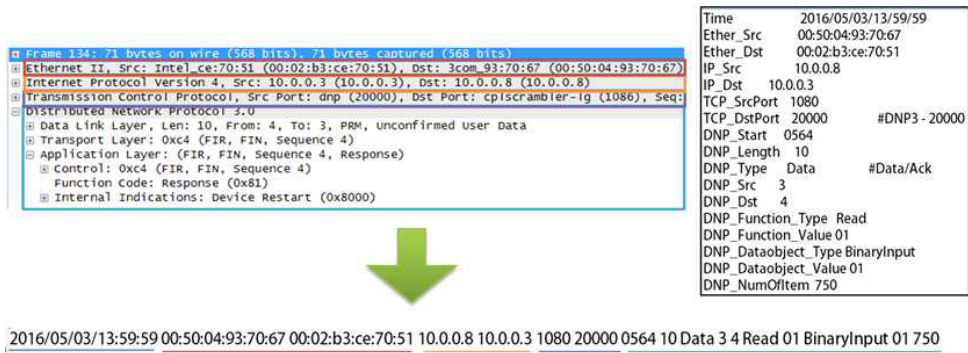 Frame 134: 71 bytes on wire (568 bits), 71 bytes captured (568 bits)
Ethernet II, Src: Intel_ce:70:51 (00:02:b3:ce:70:51), Dst: 3com_93:70:67 (00:50:04:93:70:67)
Internet Protocol Version 4, Src: 10.0.0.3 (10.0.0.3), Dst: 10.0.0.8 (10.0.0.8)
Transmission Control Protocol, Src Port: dnp (20000), Dst Port: cplscrambler-lg (1086), Seq:
Distributed Network Protocol 3.0
Data Link Layer, Len: 10, From: 4, To: 3, PRM, Unconfirmed User Data
Transport Layer: 0xc4 (FIR, FIN, Sequence 4)
Application Layer: (FIR, FIN, Sequence 4, Response)
Control: 0xc4 (FIR, FIN, Sequence 4)
Function Code: Response (0x81)
Internal Indications: Device Restart (0x8000)
Time 2016/05/03/13/59/59
Ether_Src 00:50:04:93:70:67
Ether_Dst 00:02:b3:ce:70:51
IP_Src 10.0.0.8
IP_Dst 10.0.0.3
TCP_SrcPort 1080
TCP_DstPort 20000 #DNP3 - 20000
DNP_Start 0564
DNP_Length 10
DNP_Type Data #Data/Ack
DNP_Src 3
DNP_Dst 4
DNP_Function_Type Read
DNP_Function_Value 01
DNP_Dataobject_Type BinaryInput
DNP_Dataobject_Value 01
DNP_NumOfItem 750
2016/05/03/13:59:59 00:50:04:93:70:67 00:02:b3:ce:70:51 10.0.0.8 10.0.0.3 1080 20000 0564 10 Data 3 4 Read 01 BinaryInput 01 750